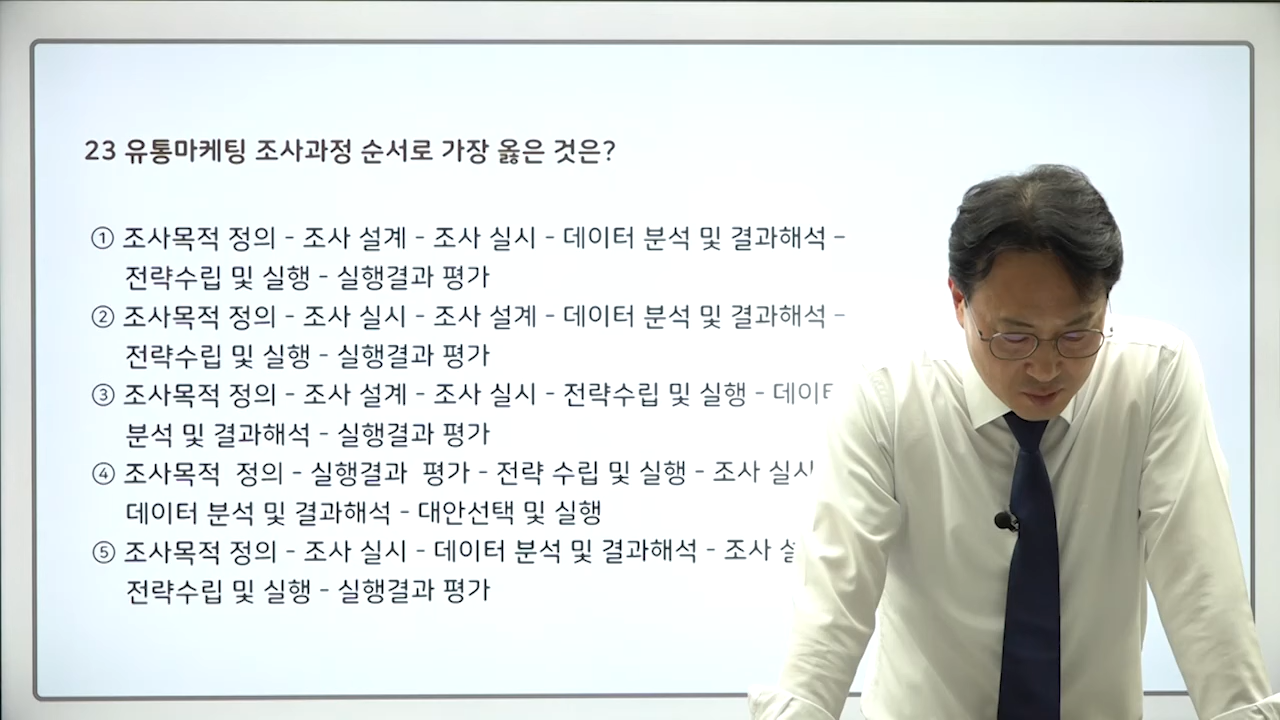 23 유통마케팅 조사과정 순서로 가장 옳은 것은?
① 조사목적 정의 - 조사 설계 - 조사 실시 - 데이터 분석 및 결과해석 -
전략수립 및 실행 - 실행결과 평가
② 조사목적 정의 - 조사 실시 - 조사 설계 - 데이터 분석 및 결과해석 -
전략수립 및 실행 - 실행결과 평가
③ 조사목적 정의 - 조사 설계 - 조사 실시 - 전략수립 및 실행 - 데이터
분석 및 결과해석 - 실행결과 평가
④ 조사목적 정의 - 실행결과 평가 - 전략 수립 및 실행 - 조사 실시
데이터 분석 및 결과해석 - 대안선택 및 실행
⑤ 조사목적 정의 - 조사 실시 - 데이터 분석 및 결과해석 - 조사
전략수립 및 실행 - 실행결과 평가